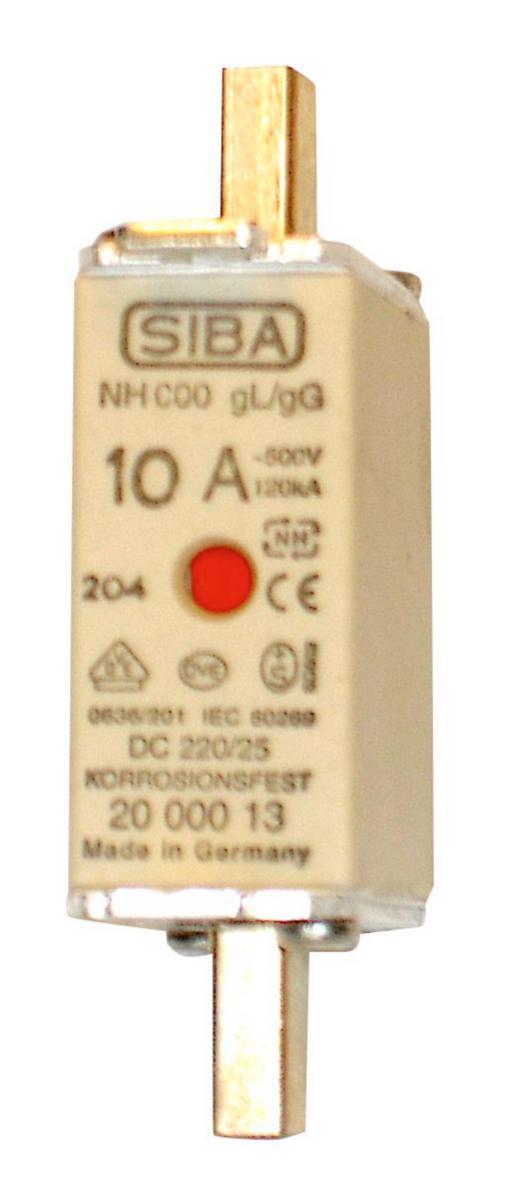 SIBA
NH C00 gL/gG
10 A ~500V
120kA
NH
204 CE
0636/201 IEC 60269
DC 220/25
KORROSIONSFEST
20 000 13
Made in Germany